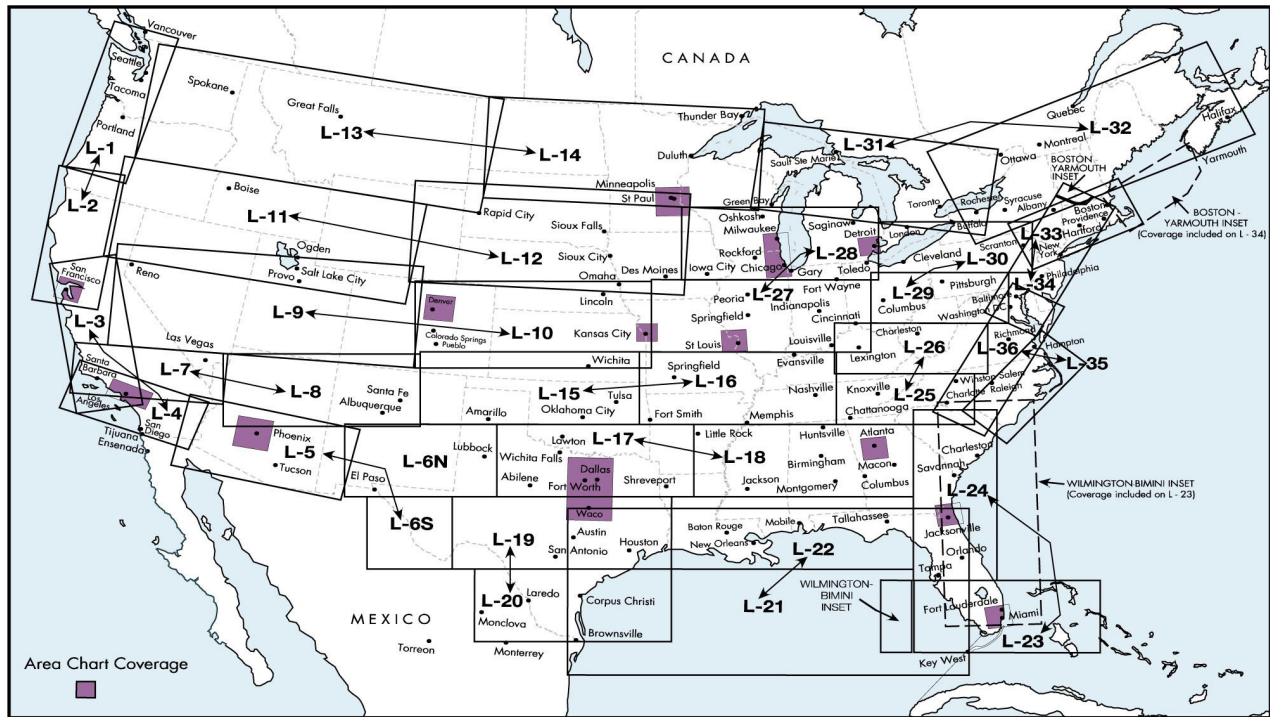 Vancouver
CANADA
Seattle
Tacoma
Spokane
Great Falls
Portland
L-13
L-14
Thunder Bay
Duluth
Quebec
Halifax
L-1
L-31
L-32
Sault Ste Marie
Montreal
Ottawa
Yarmouth
BOSTON
YARMOUTH
INSET
L-2
Boise
L-11
Rapid City
Minneapolis
St Paul
Green Bay
Oshkosh
Milwaukee
Saginaw
Toronto
Rochester
Syracuse
Albany
Buffalo
Boston
Providence
Hartford
BOSTON -
YARMOUTH INSET
(Coverage included on L - 34)
Sioux Falls
L-12
Sioux City
Omaha
Des Moines
Iowa City
Rockford
Chicago
Gary
Detroit
London
L-28
Toledo
Cleveland
L-30
Scranton
L-33
New
York
Ogden
Salt Lake City
Provo
Reno
San
Francisco
L-9
Denver
Colorado Springs
Pueblo
L-10
Lincoln
Kansas City
Peoria
Springfield
L-27
Fort Wayne
Indianapolis
Cincinnati
L-29
Columbus
Pittsburgh
Philadelphia
L-34
Baltimore
Washington DC
L-3
St Louis
Louisville
Evansville
Lexington
Charleston
L-26
Richmond
Hampton
L-36
L-35
Las Vegas
Santa
Barbara
Los
Angeles
L-7
L-8
Santa Fe
Albuquerque
Wichita
L-15
Tulsa
Oklahoma City
Springfield
L-16
Nashville
Knoxville
L-25
Winston Salem
Charlotte
Raleigh
L-4
San
Diego
Tijuana
Ensenada
Phoenix
L-5
Tucson
Amarillo
Fort Smith
Memphis
Chattanooga
Lubbock
L-6N
El Paso
Lawton
L-17
Wichita Falls
Abilene
Dallas
Fort Worth
Waco
Shreveport
Little Rock
L-18
Jackson
Huntsville
Birmingham
Montgomery
Atlanta
Macon
Columbus
Charleston
Savannah
L-24
WILMINGTON BIMINI INSET
(Coverage included on L - 23)
L-6S
L-19
Austin
San Antonio
Houston
Baton Rouge
New Orleans
Mobile
Tallahassee
L-22
Jacksonville
Orlando
Tampa
L-20
Laredo
Monclova
Corpus Christi
L-21
WILMINGTON-
BIMINI
INSET
Fort Lauderdale
Miami
L-23
MEXICO
Torreon
Monterrey
Brownsville
Key West
Area Chart Coverage